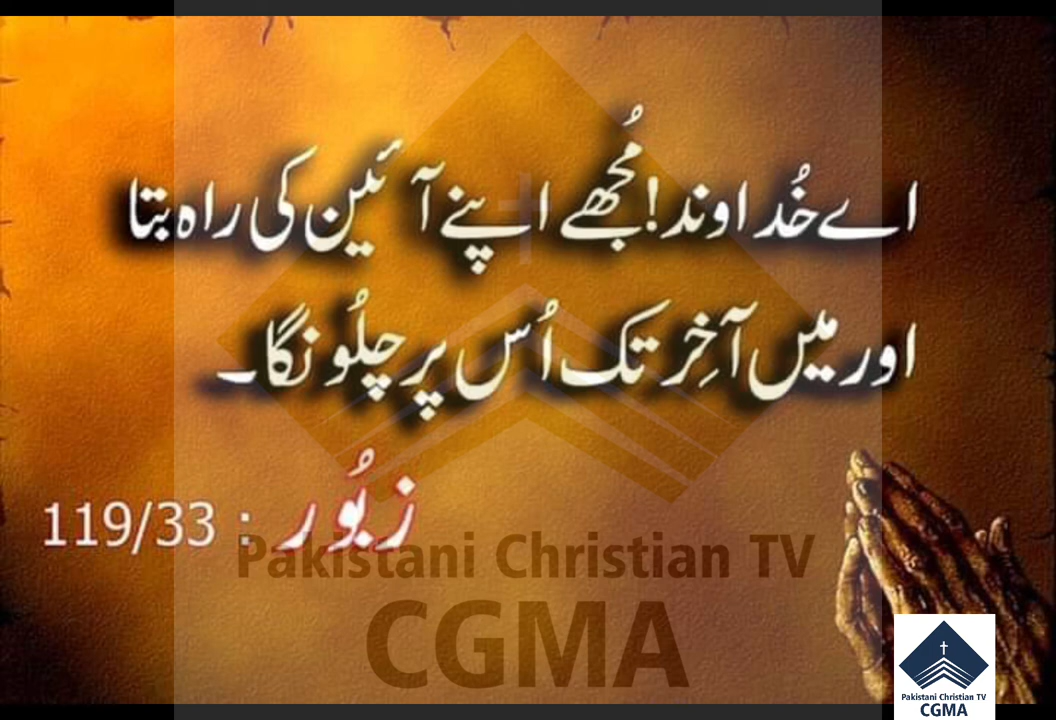 اے خُداوند! مُجھے اپنے آئین کی راہ بتا
اور میں آخِر تک اُس پر چلُونگا۔
زبُور : 119/33
Pakistani Christian TV
CGMA
Pakistani Christian TV
CGMA